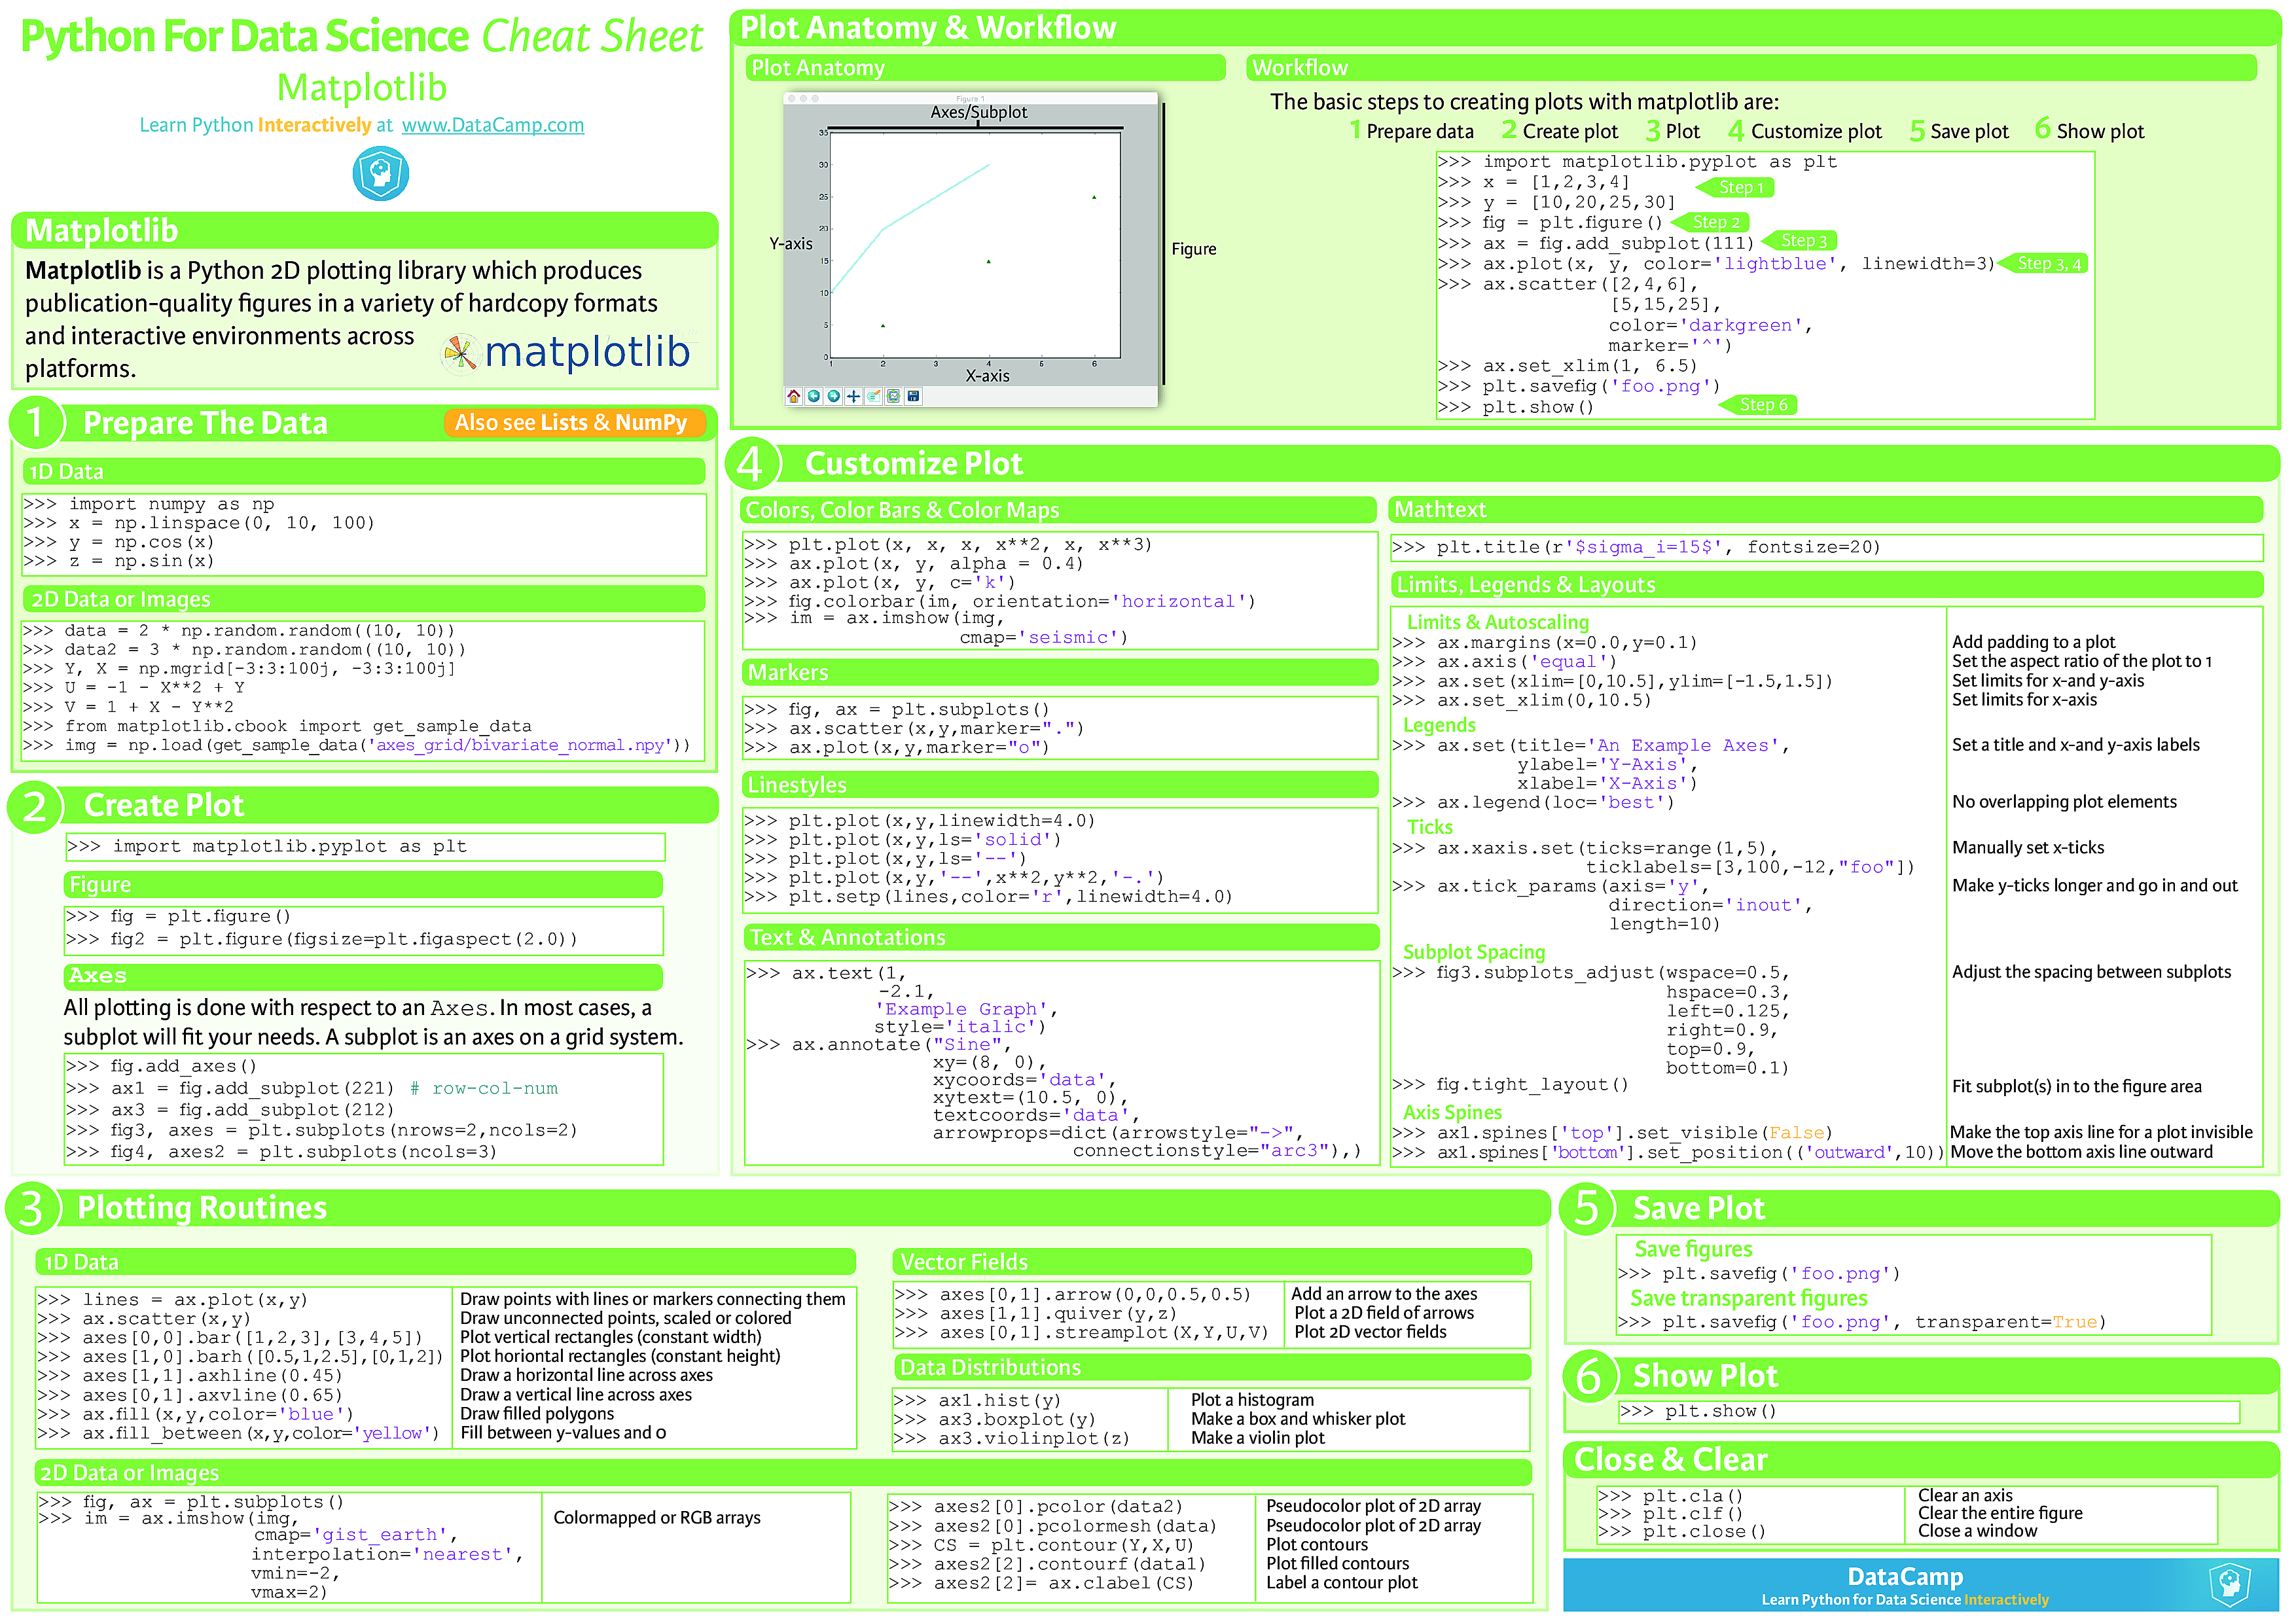 Python For Data Science Cheat Sheet
Matplotlib
Learn Python Interactively at www.DataCamp.com
Matplotlib
Matplotlib is a Python 2D plotting library which produces
publication-quality figures in a variety of hardcopy formats
and interactive environments across
platforms.
matplotlib
1 Prepare The Data
Also see Lists & NumPy
1D Data
>>> import numpy as np
>>> x = np.linspace(0, 10, 100)
>>> y = np.cos(x)
>>> z = np.sin(x)
2D Data or Images
>>> data = 2 * np.random.random((10, 10))
>>> data2 = 3 * np.random.random((10, 10))
>>> Y, X = np.mgrid[-3:3:100j, -3:3:100j]
>>> U = -1 - X**2 + Y
>>> V = 1 + X - Y**2
>>> from matplotlib.cbook import get_sample_data
>>> img = np.load(get_sample_data('axes_grid/bivariate_normal.npy'))
2 Create Plot
>>> import matplotlib.pyplot as plt
Figure
>>> fig = plt.figure()
>>> fig2 = plt.figure(figsize=plt.figaspect(2.0))
Axes
All plotting is done with respect to an Axes. In most cases, a
subplot will fit your needs. A subplot is an axes on a grid system.
>>> fig.add_axes()
>>> ax1 = fig.add_subplot(221) # row-col-num
>>> ax3 = fig.add_subplot(212)
>>> fig3, axes = plt.subplots(nrows=2,ncols=2)
>>> fig4, axes2 = plt.subplots(ncols=3)
Plot Anatomy & Workflow
Plot Anatomy
Figure 1
Axes/Subplot
35
30
25
20
15
10
5
0
1 2 3 4 5 6
Y-axis
X-axis
Figure
Workflow
The basic steps to creating plots with matplotlib are:
1 Prepare data 2 Create plot 3 Plot 4 Customize plot 5 Save plot 6 Show plot
>>> import matplotlib.pyplot as plt
>>> x = [1,2,3,4]
Step 1
>>> y = [10,20,25,30]
>>> fig = plt.figure() Step 2
>>> ax = fig.add_subplot(111) Step 3
>>> ax.plot(x, y, color='lightblue', linewidth=3) Step 3, 4
>>> ax.scatter([2,4,6],
[5,15,25],
color='darkgreen',
marker='^')
>>> ax.set_xlim(1, 6.5)
>>> plt.savefig('foo.png')
>>> plt.show() Step 6
4 Customize Plot
Colors, Color Bars & Color Maps
>>> plt.plot(x, x, x, x**2, x, x**3)
>>> ax.plot(x, y, alpha = 0.4)
>>> ax.plot(x, y, c='k')
>>> fig.colorbar(im, orientation='horizontal')
>>> im = ax.imshow(img,
cmap='seismic')
Markers
>>> fig, ax = plt.subplots()
>>> ax.scatter(x,y,marker=".")
>>> ax.plot(x,y,marker="o")
Linestyles
>>> plt.plot(x,y,linewidth=4.0)
>>> plt.plot(x,y,ls='solid')
>>> plt.plot(x,y,ls='--')
>>> plt.plot(x,y,'--',x**2,y**2,'-.')
>>> plt.setp(lines,color='r',linewidth=4.0)
Text & Annotations
>>> ax.text(1,
-2.1,
'Example Graph',
style='italic')
>>> ax.annotate("Sine",
xy=(8, 0),
xycoords='data',
xytext=(10.5, 0),
textcoords='data',
arrowprops=dict(arrowstyle="->",
connectionstyle="arc3"),)
Mathtext
>>> plt.title(r'$sigma_i=15$', fontsize=20)
Limits, Legends & Layouts
Limits & Autoscaling
>>> ax.margins(x=0.0,y=0.1) Add padding to a plot
>>> ax.axis('equal') Set the aspect ratio of the plot to 1
>>> ax.set(xlim=[0,10.5],ylim=[-1.5,1.5]) Set limits for x-and y-axis
>>> ax.set_xlim(0,10.5) Set limits for x-axis
Legends
>>> ax.set(title='An Example Axes', Set a title and x-and y-axis labels
ylabel='Y-Axis',
xlabel='X-Axis')
>>> ax.legend(loc='best') No overlapping plot elements
Ticks
>>> ax.xaxis.set(ticks=range(1,5), Manually set x-ticks
ticklabels=[3,100,-12,"foo"])
>>> ax.tick_params(axis='y', Make y-ticks longer and go in and out
direction='inout',
length=10)
Subplot Spacing
>>> fig3.subplots_adjust(wspace=0.5, Adjust the spacing between subplots
hspace=0.3,
left=0.125,
right=0.9,
top=0.9,
bottom=0.1)
>>> fig.tight_layout() Fit subplot(s) in to the figure area
Axis Spines
>>> ax1.spines['top'].set_visible(False) Make the top axis line for a plot invisible
>>> ax1.spines['bottom'].set_position(('outward',10)) Move the bottom axis line outward
3 Plotting Routines
1D Data
>>> lines = ax.plot(x,y) Draw points with lines or markers connecting them
>>> ax.scatter(x,y) Draw unconnected points, scaled or colored
>>> axes[0,0].bar([1,2,3],[3,4,5]) Plot vertical rectangles (constant width)
>>> axes[1,0].barh([0.5,1,2.5],[0,1,2]) Plot horiontal rectangles (constant height)
>>> axes[1,1].axhline(0.45) Draw a horizontal line across axes
>>> axes[0,1].axvline(0.65) Draw a vertical line across axes
>>> ax.fill(x,y,color='blue') Draw filled polygons
>>> ax.fill_between(x,y,color='yellow') Fill between y-values and 0
Vector Fields
>>> axes[0,1].arrow(0,0,0.5,0.5) Add an arrow to the axes
>>> axes[1,1].quiver(y,z) Plot a 2D field of arrows
>>> axes[0,1].streamplot(X,Y,U,V) Plot 2D vector fields
Data Distributions
>>> ax1.hist(y) Plot a histogram
>>> ax3.boxplot(y) Make a box and whisker plot
>>> ax3.violinplot(z) Make a violin plot
2D Data or Images
>>> fig, ax = plt.subplots()
>>> im = ax.imshow(img, Colormapped or RGB arrays
cmap='gist_earth',
interpolation='nearest',
vmin=-2,
vmax=2)
>>> axes2[0].pcolor(data2) Pseudocolor plot of 2D array
>>> axes2[0].pcolormesh(data) Pseudocolor plot of 2D array
>>> CS = plt.contour(Y,X,U) Plot contours
>>> axes2[2].contourf(data1) Plot filled contours
>>> axes2[2]= ax.clabel(CS) Label a contour plot
5 Save Plot
Save figures
>>> plt.savefig('foo.png')
Save transparent figures
>>> plt.savefig('foo.png', transparent=True)
6 Show Plot
>>> plt.show()
Close & Clear
>>> plt.cla() Clear an axis
>>> plt.clf() Clear the entire figure
>>> plt.close() Close a window
DataCamp
Learn Python for Data Science Interactively